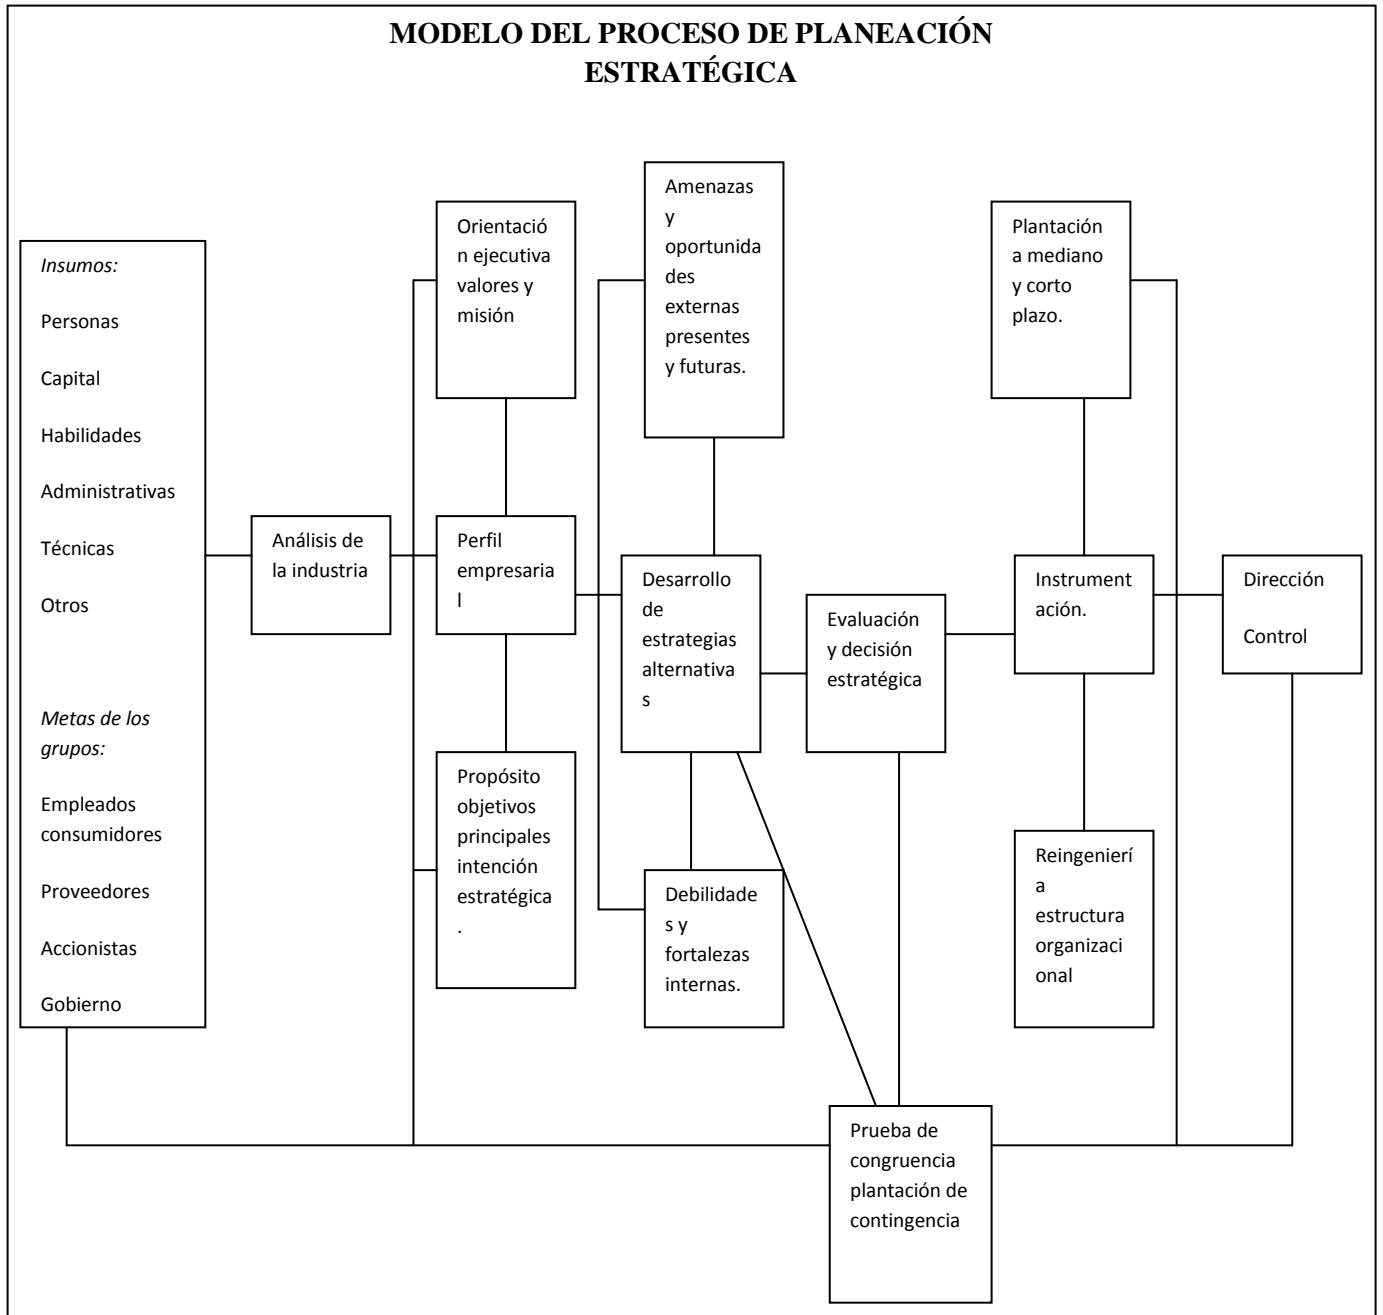 MODELO DEL PROCESO DE PLANEACIÓN
ESTRATÉGICA
Insumos:
Personas
Capital
Habilidades
Administrativas
Técnicas
Otros
Metas de los
grupos:
Empleados
consumidores
Proveedores
Accionistas
Gobierno
Análisis de
la industria
Orientació
n ejecutiva
valores y
misión
Perfil
empresaria
l
Propósito
objetivos
principales
intención
estratégica
.
Amenazas
y
oportunida
des
externas
presentes
y futuras.
Desarrollo
de
estrategias
alternativa
s
Debilidade
s y
fortalezas
internas.
Evaluación
y decisión
estratégica
Prueba de
congruencia
plantación de
contingencia
Plantación
a mediano
y corto
plazo.
Instrument
ación.
Reingenierí
a
estructura
organizaci
onal
Dirección
Control